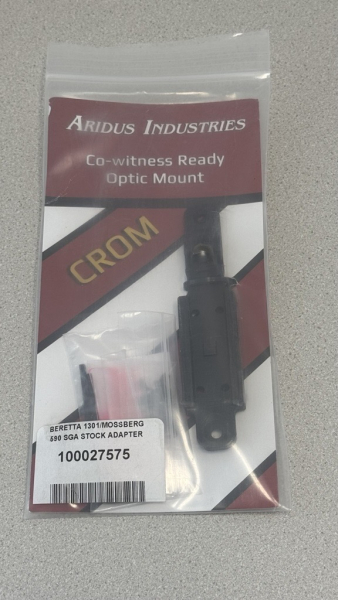 ARIDUS INDUSTRIES
Co-witness Ready
Optic Mount
CROM
BERETTA 1301/MOSSBERG
590 SGA STOCK ADAPTER
100027575